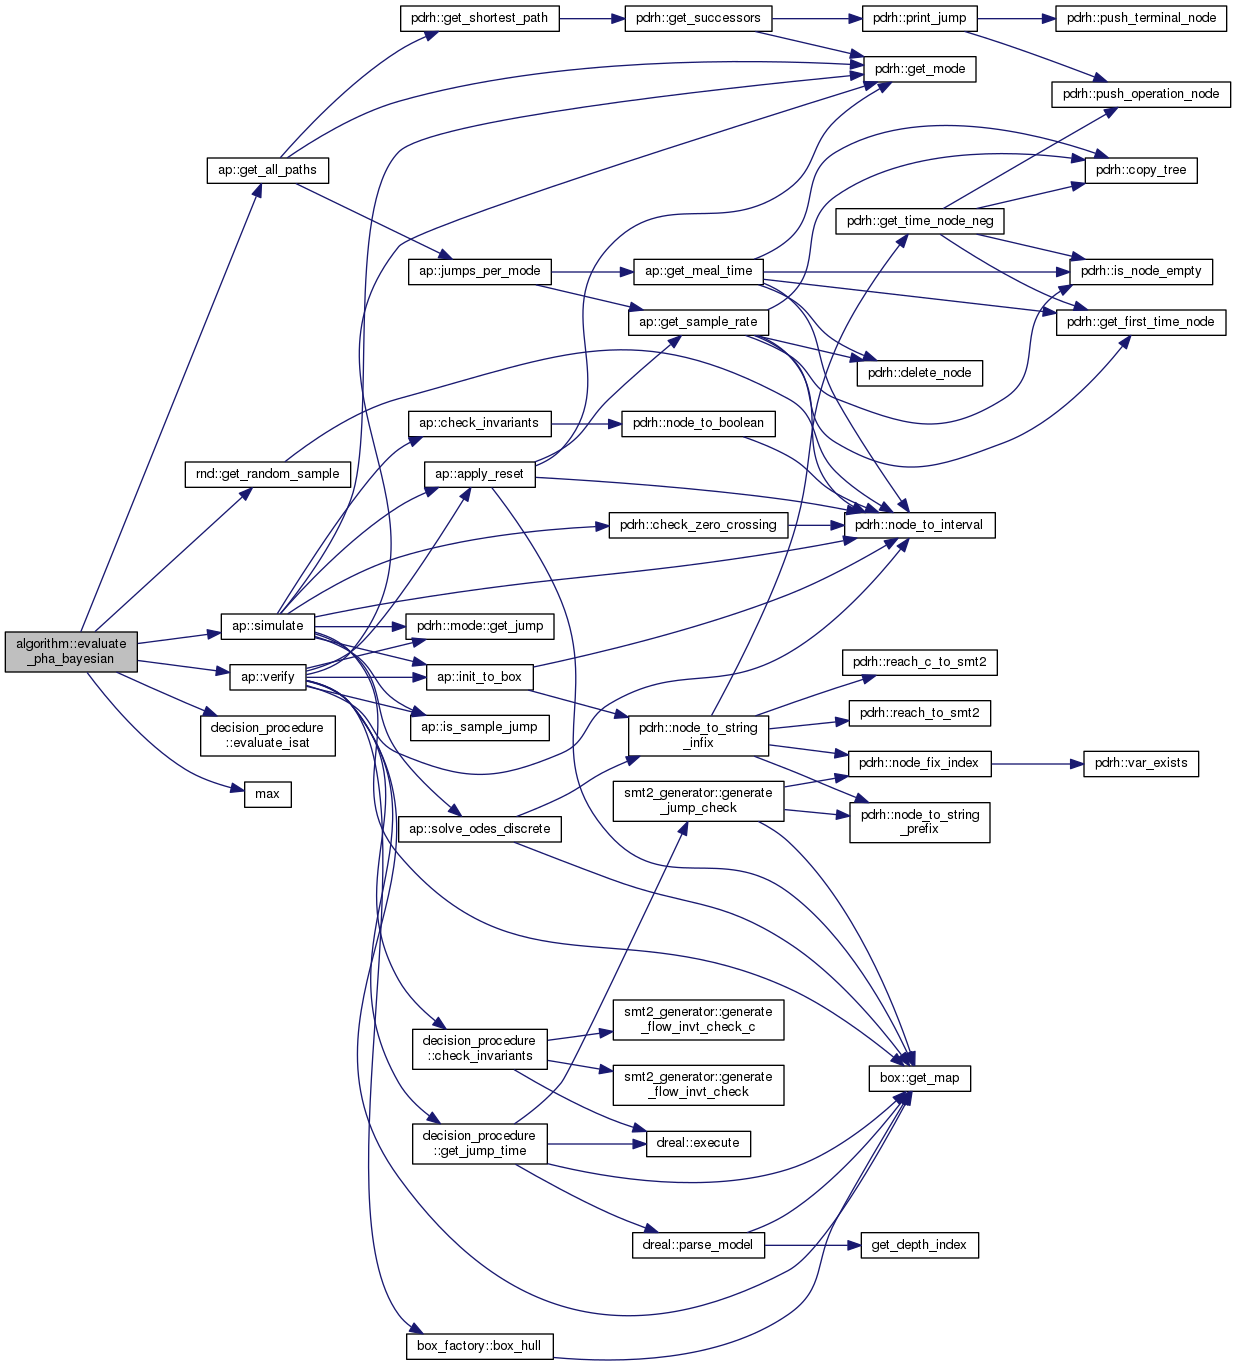 pdrh::get_shortest_path
pdrh::get_successors
pdrh::print_jump
pdrh::push_terminal_node
pdrh::get_mode
pdrh::push_operation_node
ap::get_all_paths
pdrh::copy_tree
pdrh::get_time_node_neg
ap::jumps_per_mode
ap::get_meal_time
pdrh::is_node_empty
ap::get_sample_rate
pdrh::get_first_time_node
pdrh::delete_node
ap::check_invariants
pdrh::node_to_boolean
rnd::get_random_sample
ap::apply_reset
pdrh::check_zero_crossing
pdrh::node_to_interval
ap::simulate
pdrh::mode::get_jump
algorithm::evaluate
_pha_bayesian
ap::verify
ap::init_to_box
pdrh::reach_c_to_smt2
decision_procedure
::evaluate_isat
ap::is_sample_jump
pdrh::node_to_string
_infix
pdrh::reach_to_smt2
pdrh::node_fix_index
pdrh::var_exists
max
smt2_generator::generate
_jump_check
pdrh::node_to_string
_prefix
ap::solve_odes_discrete
smt2_generator::generate
_flow_invt_check_c
decision_procedure
::check_invariants
smt2_generator::generate
_flow_invt_check
box::get_map
decision_procedure
::get_jump_time
dreal::execute
dreal::parse_model
get_depth_index
box_factory::box_hull